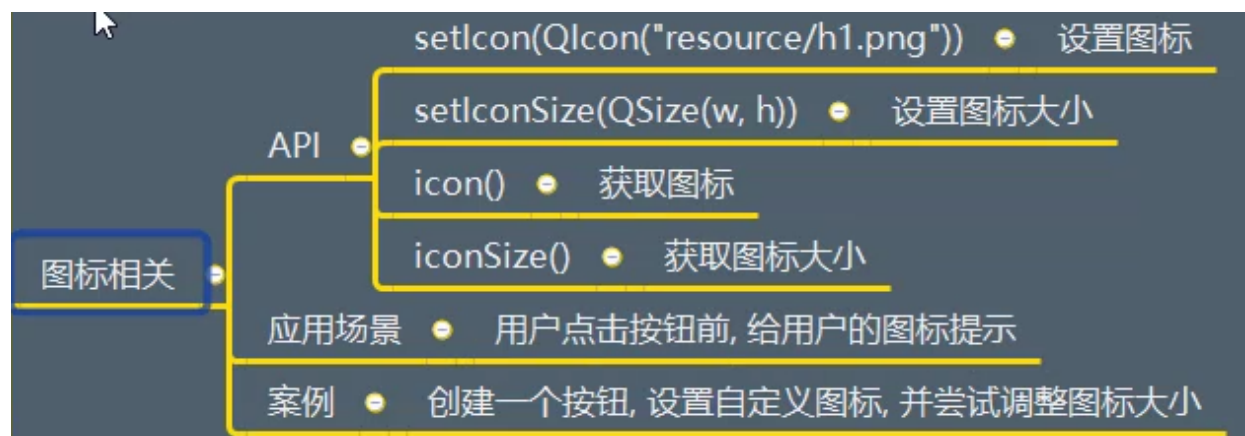 setIcon(QIcon("resource/h1.png")) 设置图标
setIconSize(QSize(w, h)) 设置图标大小
API
icon() 获取图标
iconSize() 获取图标大小
图标相关
应用场景 用户点击按钮前, 给用户的图标提示
案例 创建一个按钮, 设置自定义图标, 并尝试调整图标大小